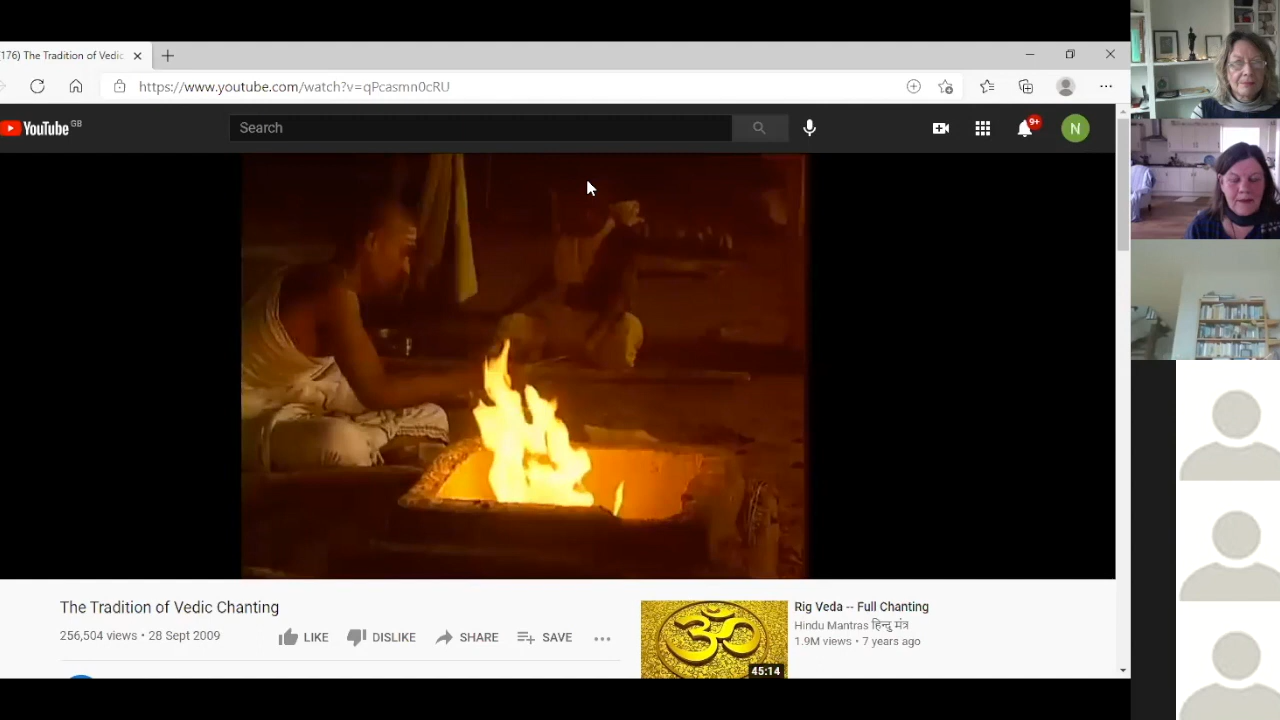 176) The Tradition of Vedic
https://www.youtube.com/watch?v=qPcasmn0cRU
YouTube GB
Search
9+
N
The Tradition of Vedic Chanting
256,504 views • 28 Sept 2009
LIKE
DISLIKE
SHARE
SAVE
ॐ
45:14
Rig Veda -- Full Chanting
Hindu Mantras हिन्दु मंत्र
1.9M views • 7 years ago